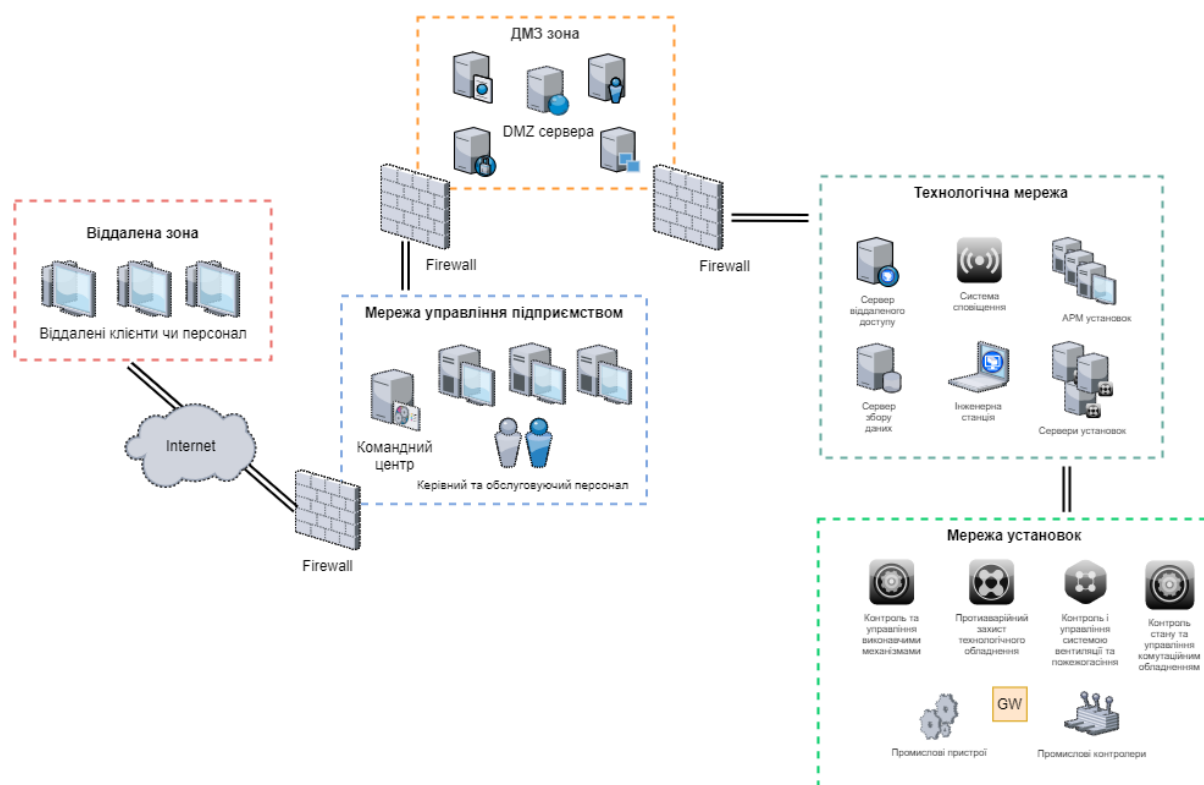 ДМЗ зона
DMZ сервера
Firewall
Firewall
Віддалена зона
Віддалені клієнти чи персонал
Internet
Firewall
Мережа управління підприємством
Командний
центр
Керівний та обслуговуючий персонал
Технологічна мережа
Сервер
віддаленого
доступу
Система
сповіщення
АРМ установок
Сервер
збору
даних
Інженерна
станція
Сервери установок
Мережа установок
Контроль та
управління
виконавчими
механізмами
Протиаварійний
захист
технологічного
обладнення
Контроль і
управління
системою
вентиляції та
пожежогасіння
Контроль
стану та
управління
комутаційним
обладненням
GW
Промислові пристрої
Промислові контролери